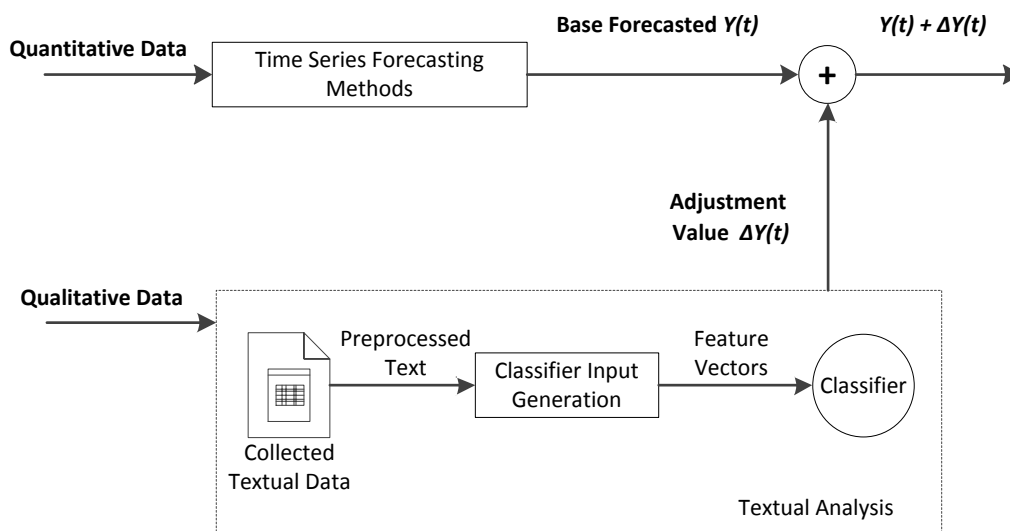 Quantitative Data
Time Series Forecasting
Methods
Base Forecasted Y(t)
+
Y(t) + ΔY(t)
Adjustment
Value ΔY(t)
Qualitative Data
Preprocessed
Text
Collected
Textual Data
Classifier Input
Generation
Feature
Vectors
Classifier
Textual Analysis